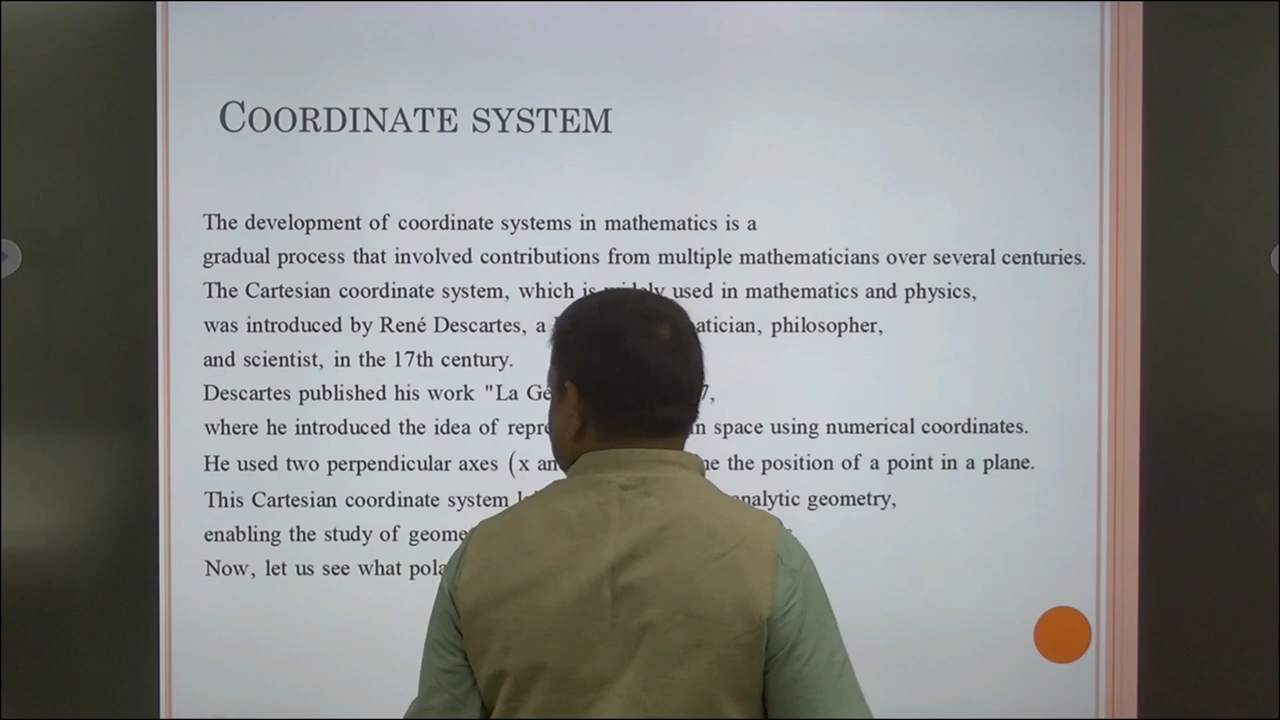 COORDINATE SYSTEM
The development of coordinate systems in mathematics is a
gradual process that involved contributions from multiple mathematicians over several centuries.
The Cartesian coordinate system, which is widely used in mathematics and physics,
was introduced by René Descartes, a philosopher,
and scientist, in the 17th century.
Descartes published his work "La
where he introduced the idea of space using numerical coordinates.
He used two perpendicular axes (x the position of a point in a plane.
This Cartesian coordinate system analytic geometry,
enabling the study of
Now, let us see what